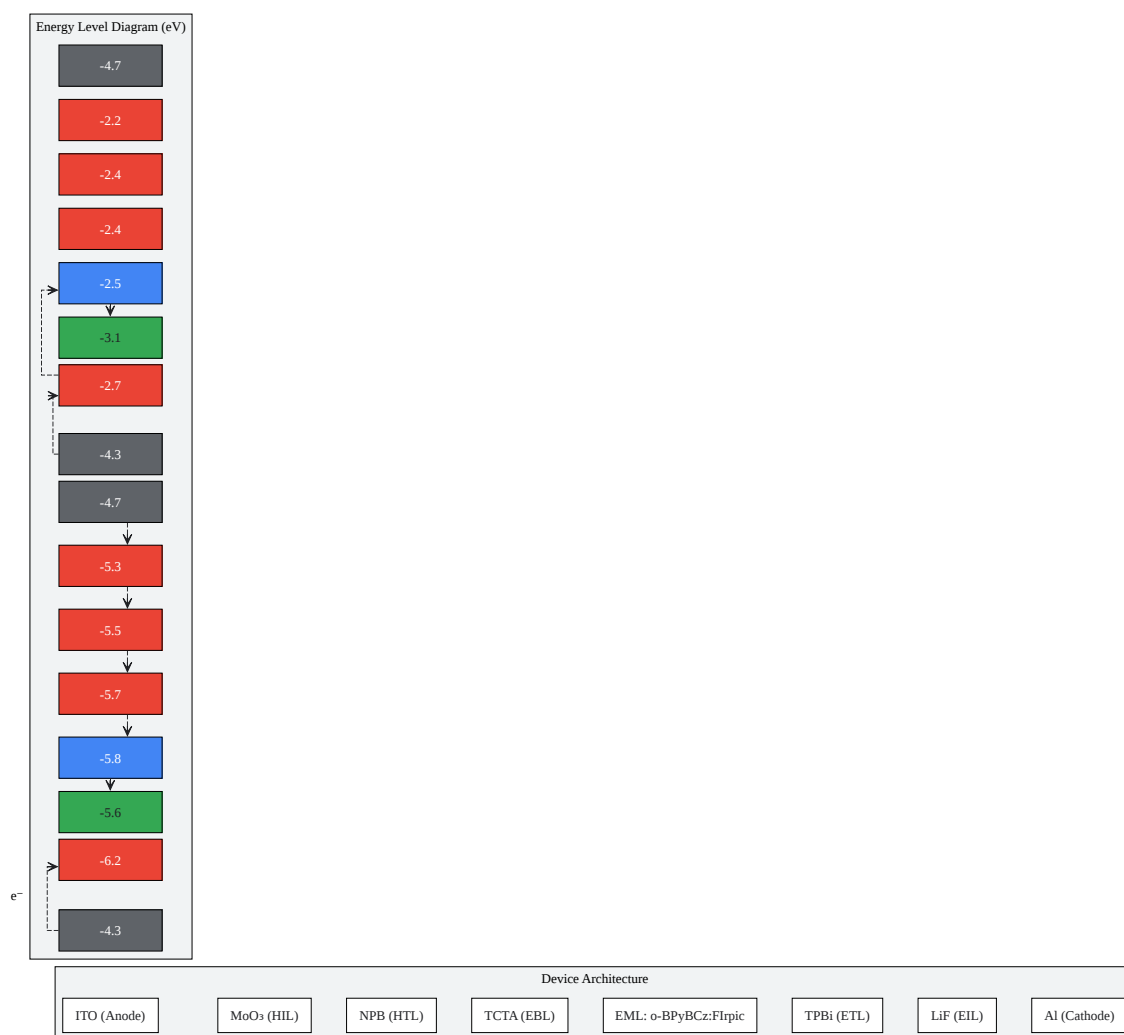 Energy Level Diagram (eV)
-4.7
-2.2
-2.4
-2.4
-2.5
-3.1
-2.7
-4.3
-4.7
-5.3
-5.5
-5.7
-5.8
-5.6
-6.2
e⁻
-4.3
Device Architecture
ITO (Anode)
MoO₃ (HIL)
NPB (HTL)
TCTA (EBL)
EML: o-BPyBCz:FIrpic
TPBi (ETL)
LiF (EIL)
Al (Cathode)